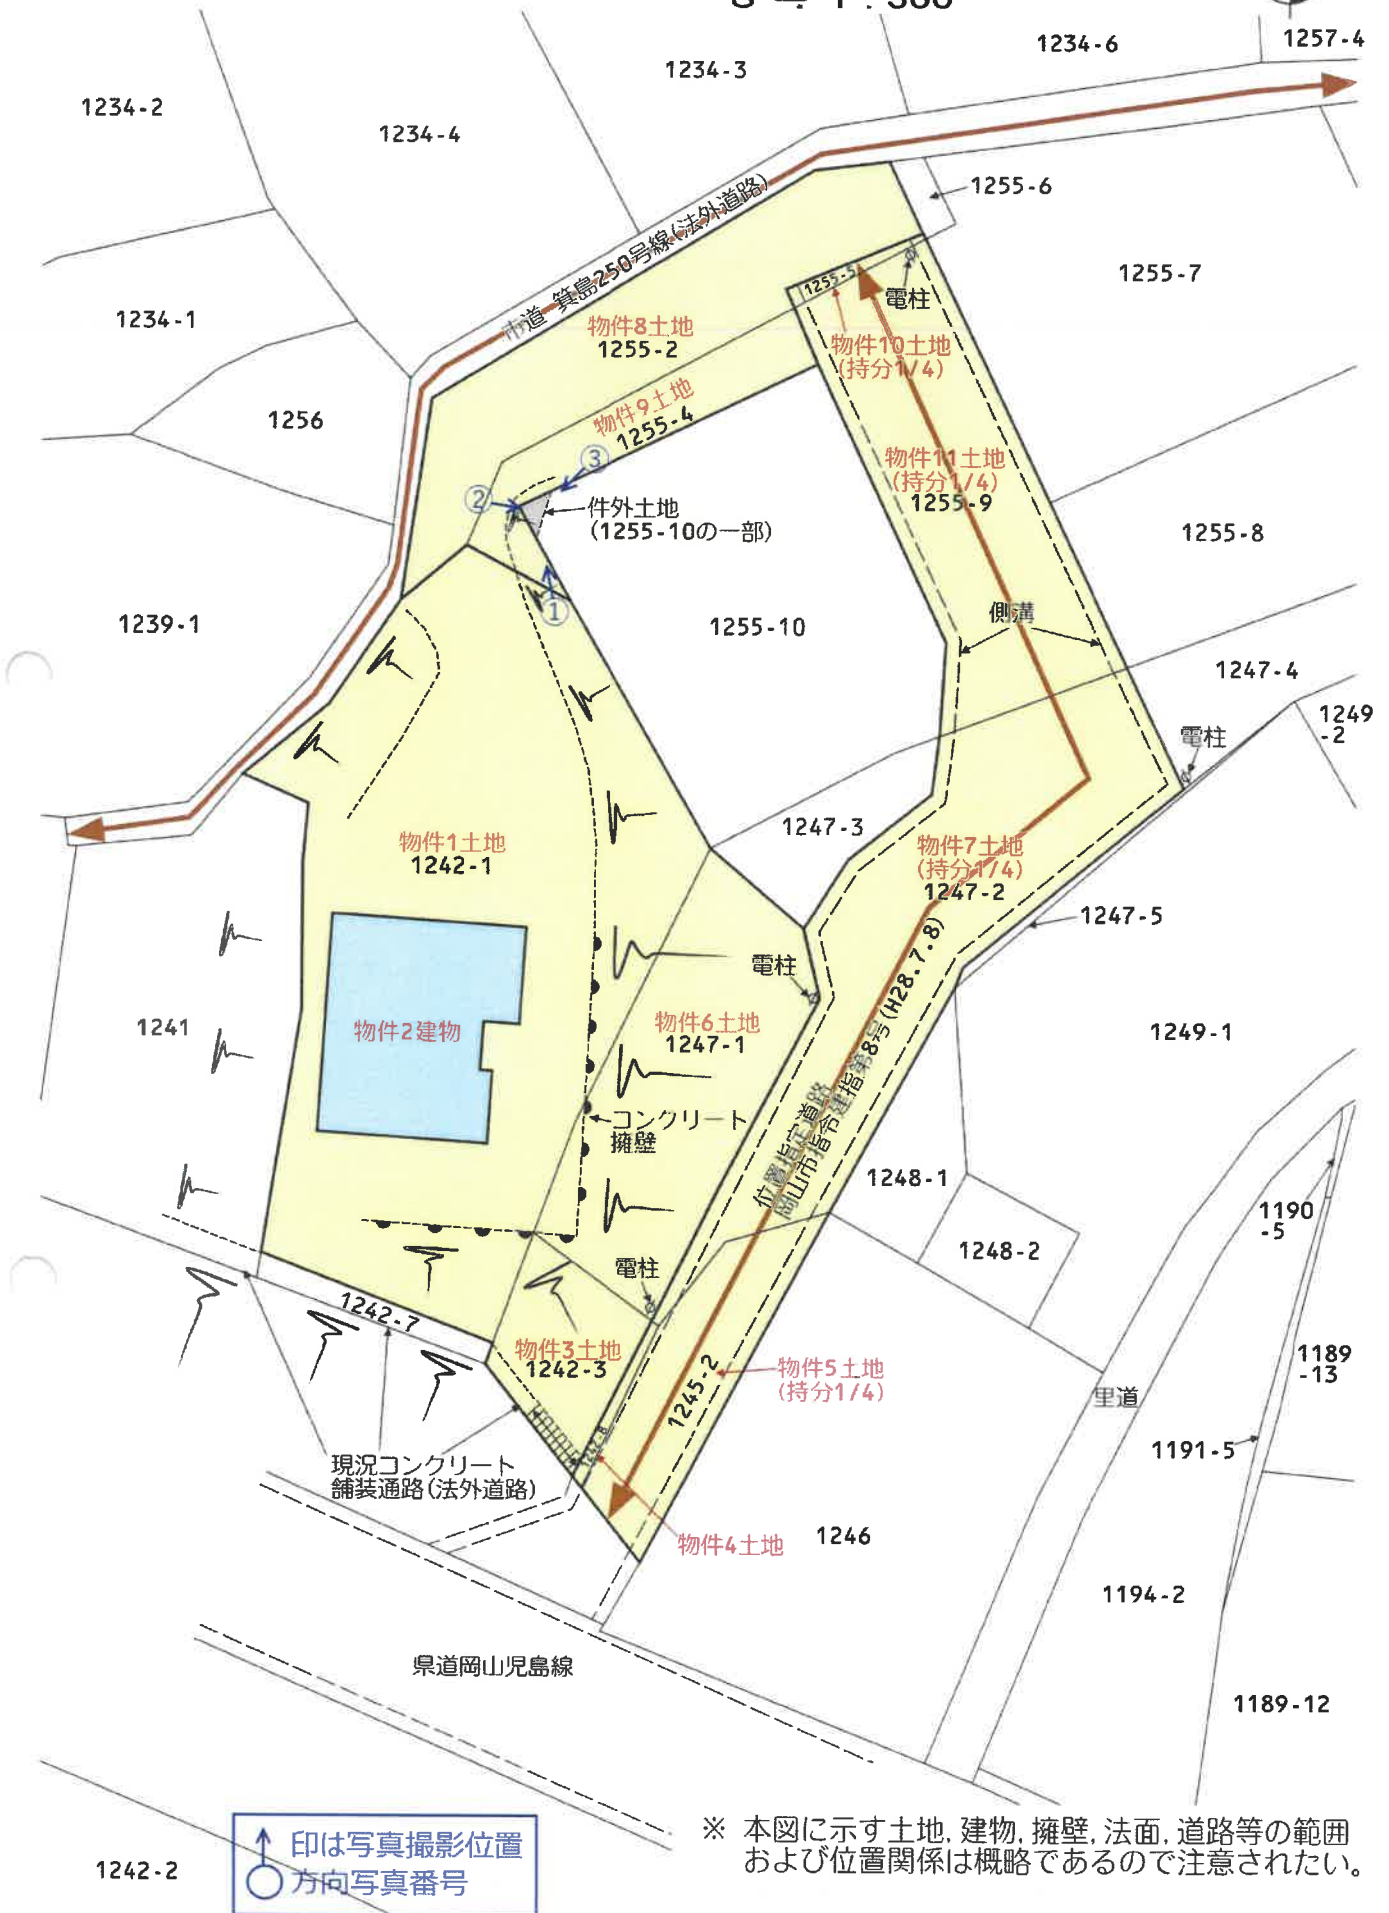 1234-6
1257-4
1234-3
1234-2
1234-4
1255-6
市道 箕島250号線(法外道路)
1255-7
1255-5
電柱
1234-1
物件8土地
1255-2
物件10土地
(持分1/4)
物件9土地
1255-4
1256
③
物件11土地
(持分1/4)
1255-9
②
件外土地
(1255-10の一部)
1255-8
①
1239-1
1255-10
側溝
1247-4
1249
-2
電柱
1247-3
物件1土地
1242-1
物件7土地
(持分1/4)
1247-2
1247-5
電柱
1241
物件2建物
物件6土地
1247-1
1249-1
コンクリート
擁壁
位置指定道路
岡山市指令建指第8号(H28.7.8)
1248-1
1190
-5
1248-2
電柱
1242-7
物件3土地
1242-3
1245-2
物件5土地
(持分1/4)
1189
-13
里道
1242-8
1191-5
現況コンクリート
舗装通路(法外道路)
物件4土地
1246
1194-2
県道岡山児島線
1189-12
※ 本図に示す土地, 建物, 擁壁, 法面, 道路等の範囲
および位置関係は概略であるので注意されたい。
印は写真撮影位置
方向写真番号
1242-2